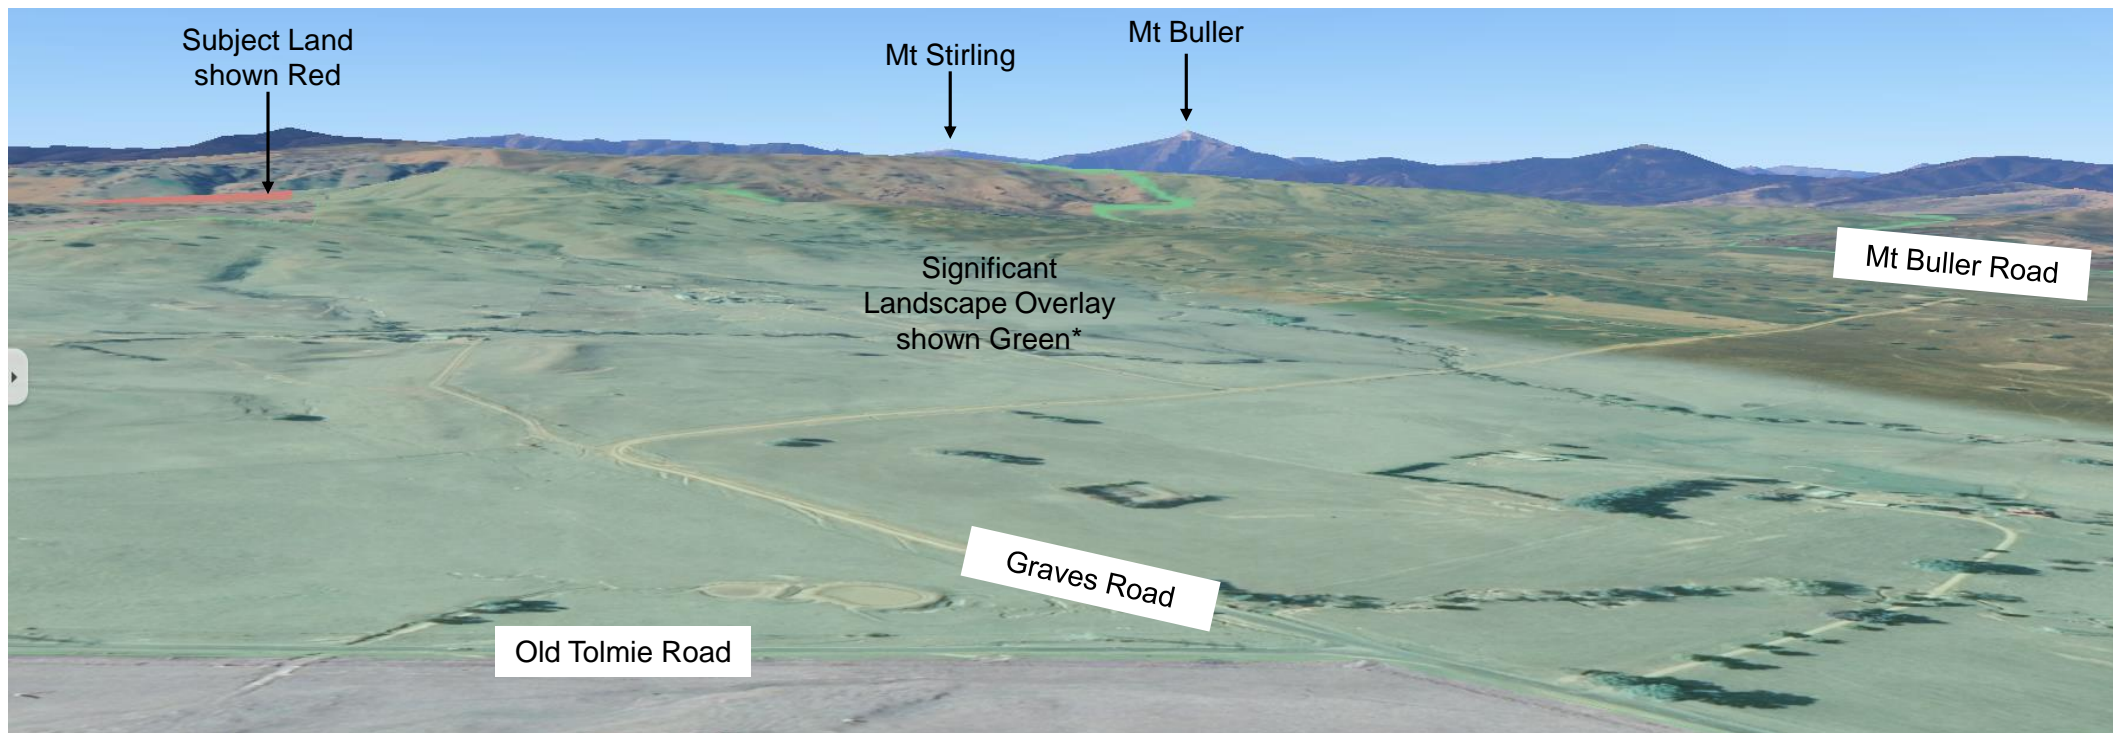 Subject Land
shown Red
Mt Stirling
Mt Buller
Mt Buller Road
Significant
Landscape Overlay
shown Green*
Graves Road
Old Tolmie Road